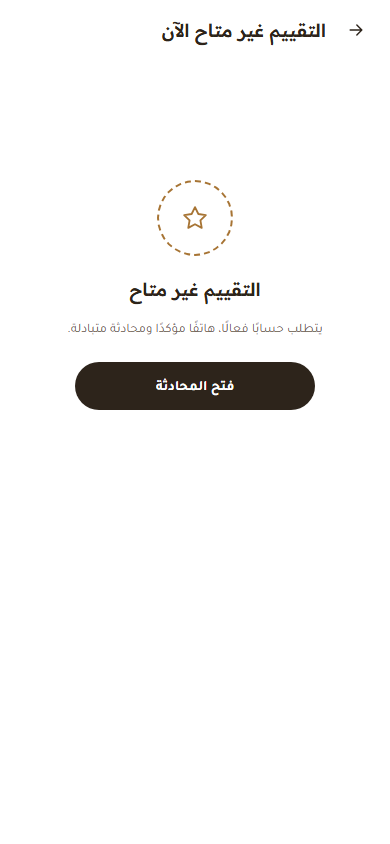 التقييم غير متاح الآن
التقييم غير متاح
يتطلب حسابًا فعالًا، هاتفًا مؤكدًا ومحادثة متبادلة.
فتح المحادثة